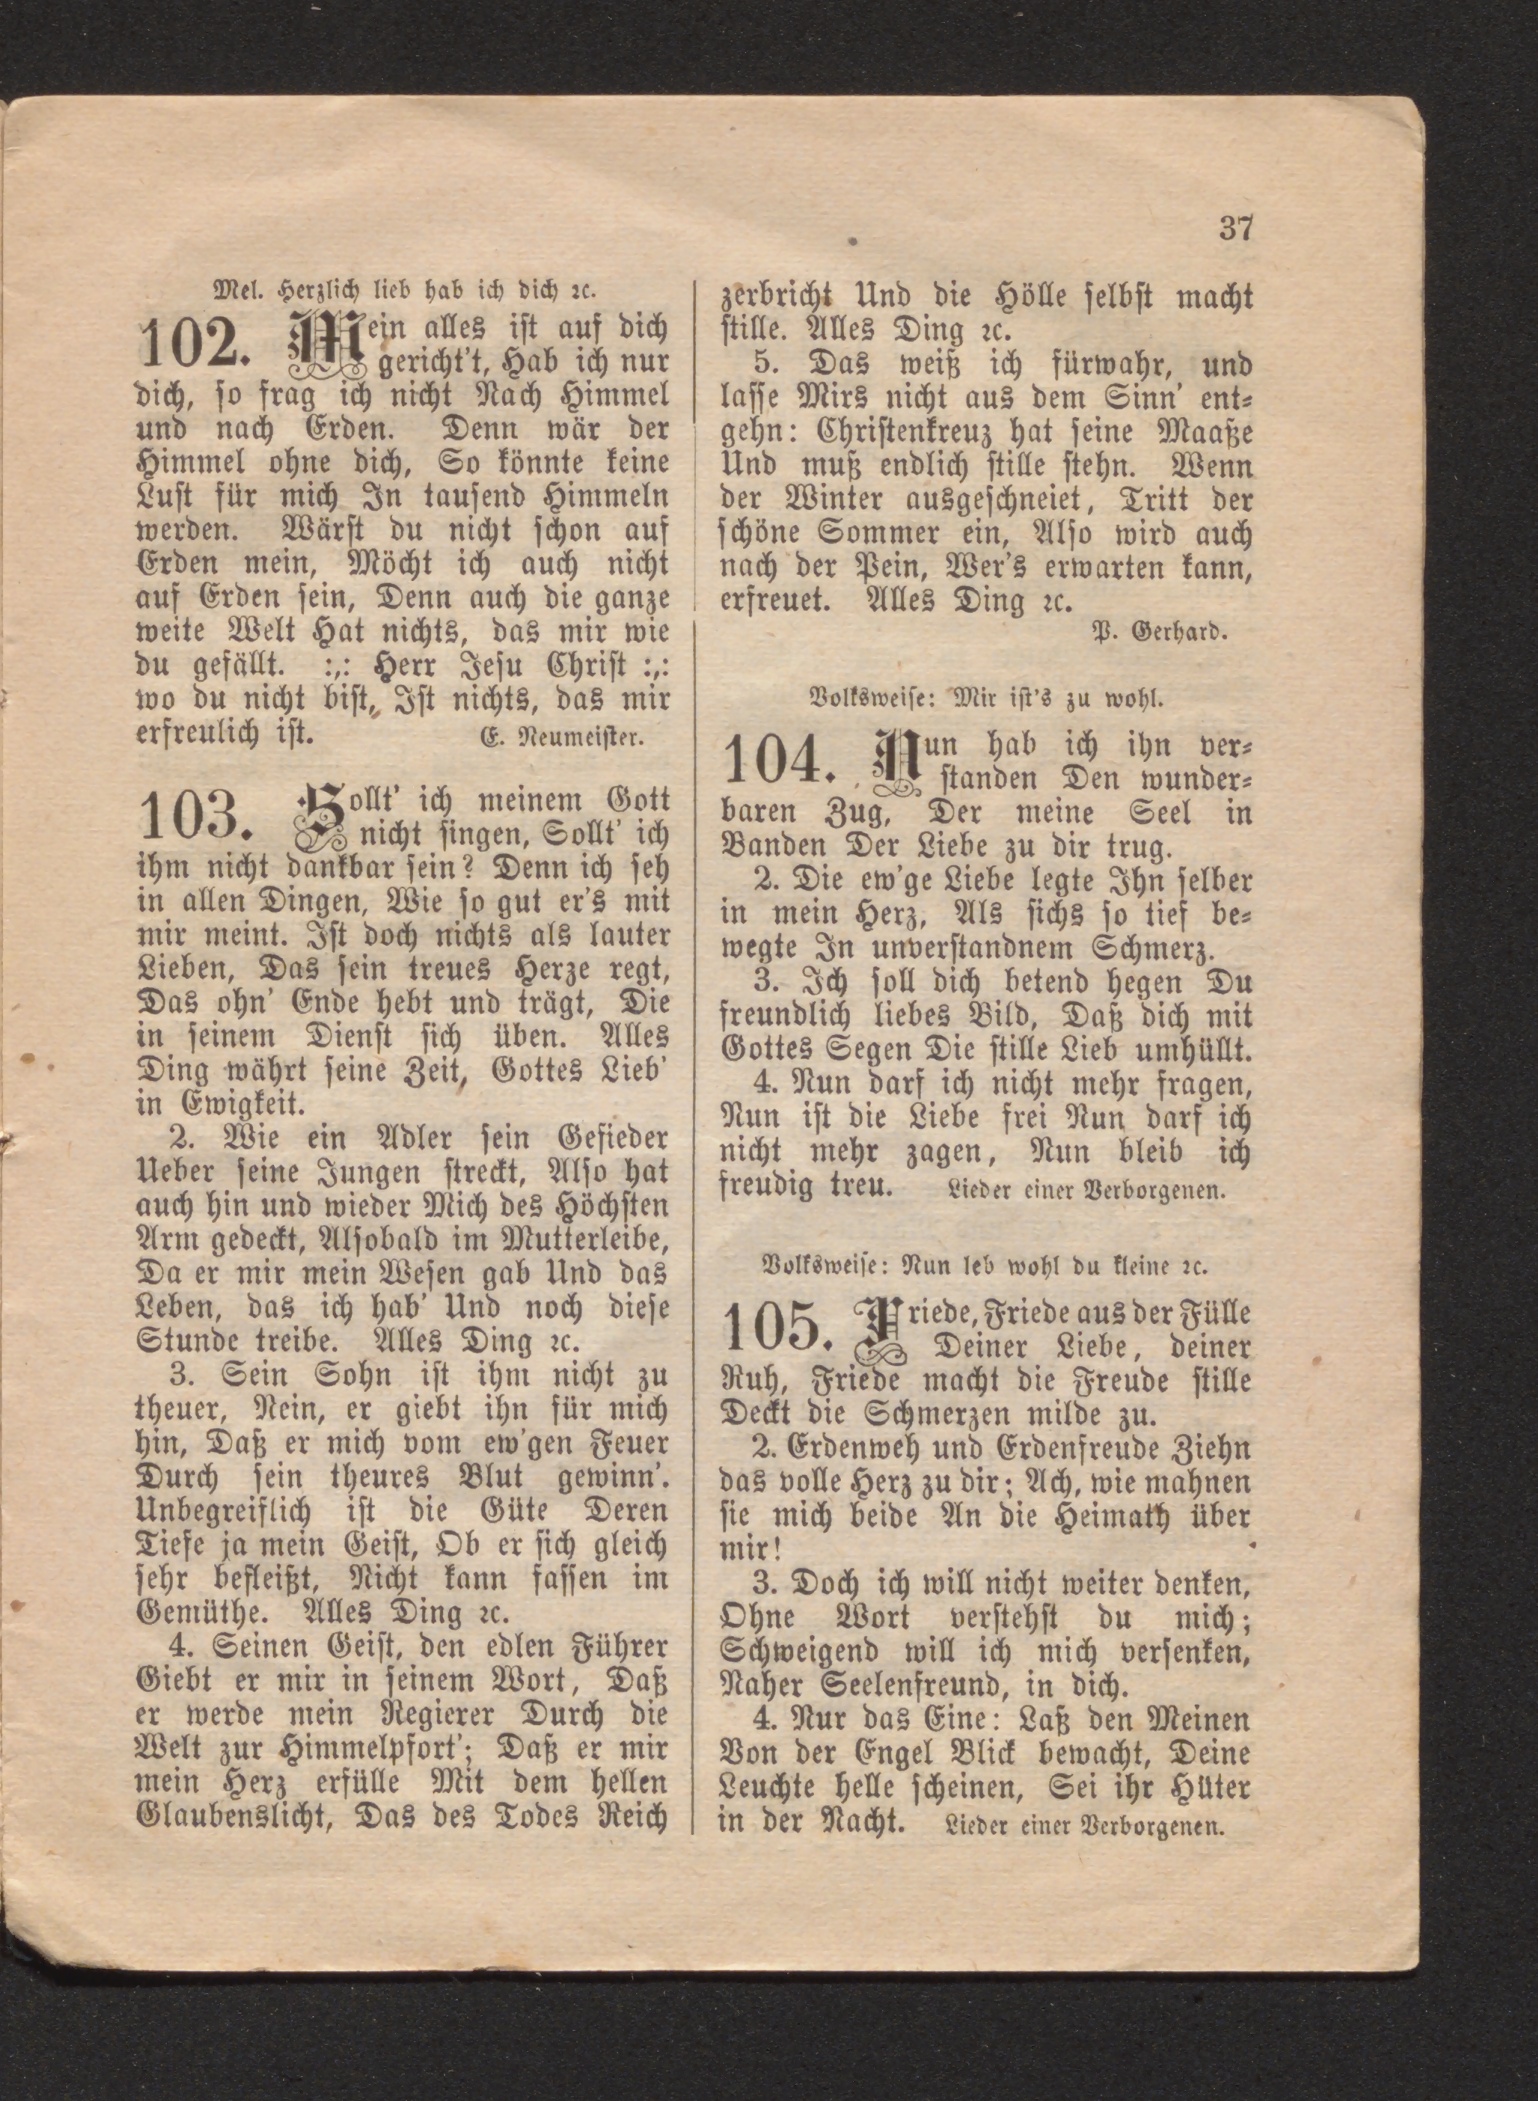 37
Mel. Herzlich lieb hab ich dich ꝛc.
102. Mein alles ist auf dich
gericht't, Hab ich nur
dich, so frag ich nicht Nach Himmel
und nach Erden. Denn wär der
Himmel ohne dich, So könnte keine
Lust für mich In tausend Himmeln
werden. Wärst du nicht schon auf
Erden mein, Möcht ich auch nicht
auf Erden sein, Denn auch die ganze
weite Welt Hat nichts, das mir wie
du gefällt. :,: Herr Jesu Christ :,:
wo du nicht bist, Ist nichts, das mir
erfreulich ist. E. Neumeister.
103. Sollt' ich meinem Gott
nicht singen, Sollt' ich
ihm nicht dankbar sein? Denn ich seh
in allen Dingen, Wie so gut er's mit
mir meint. Ist doch nichts als lauter
Lieben, Das sein treues Herze regt,
Das ohn' Ende hebt und trägt, Die
in seinem Dienst sich üben. Alles
Ding währt seine Zeit, Gottes Lieb'
in Ewigkeit.
2. Wie ein Adler sein Gefieder
Ueber seine Jungen streckt, Also hat
auch hin und wieder Mich des Höchsten
Arm gedeckt, Alsobald im Mutterleibe,
Da er mir mein Wesen gab Und das
Leben, das ich hab' Und noch diese
Stunde treibe. Alles Ding ꝛc.
3. Sein Sohn ist ihm nicht zu
theuer, Nein, er giebt ihn für mich
hin, Daß er mich vom ew'gen Feuer
Durch sein theures Blut gewinn'.
Unbegreiflich ist die Güte Deren
Tiefe ja mein Geist, Ob er sich gleich
sehr befleißt, Nicht kann fassen im
Gemüthe. Alles Ding ꝛc.
4. Seinen Geist, den edlen Führer
Giebt er mir in seinem Wort, Daß
er werde mein Regierer Durch die
Welt zur Himmelpfort'; Daß er mir
mein Herz erfülle Mit dem hellen
Glaubenslicht, Das des Todes Reich
zerbricht Und die Hölle selbst macht
stille. Alles Ding ꝛc.
5. Das weiß ich fürwahr, und
lasse Mirs nicht aus dem Sinn' ent-
gehn: Christenkreuz hat seine Maaße
Und muß endlich stille stehn. Wenn
der Winter ausgeschneiet, Tritt der
schöne Sommer ein, Also wird auch
nach der Pein, Wer's erwarten kann,
erfreuet. Alles Ding ꝛc.
P. Gerhard.
Volksweise: Mir ist's zu wohl.
104. Nun hab ich ihn ver-
standen Den wunder-
baren Zug, Der meine Seel in
Banden Der Liebe zu dir trug.
2. Die ew'ge Liebe legte Ihn selber
in mein Herz, Als sichs so tief be-
wegte In unverstandnem Schmerz.
3. Ich soll dich betend hegen Du
freundlich liebes Bild, Daß dich mit
Gottes Segen Die stille Lieb umhüllt.
4. Nun darf ich nicht mehr fragen,
Nun ist die Liebe frei Nun darf ich
nicht mehr zagen, Nun bleib ich
freudig treu. Lieder einer Verborgenen.
Volksweise: Nun leb wohl du kleine ꝛc.
105. Friede, Friede aus der Fülle
Deiner Liebe, deiner
Ruh, Friede macht die Freude stille
Deckt die Schmerzen milde zu.
2. Erdenweh und Erdenfreude Ziehn
das volle Herz zu dir; Ach, wie mahnen
sie mich beide An die Heimath über
mir!
3. Doch ich will nicht weiter denken,
Ohne Wort verstehst du mich;
Schweigend will ich mich versenken,
Naher Seelenfreund, in dich.
4. Nur das Eine: Laß den Meinen
Von der Engel Blick bewacht, Deine
Leuchte helle scheinen, Sei ihr Hüter
in der Nacht. Lieder einer Verborgenen.